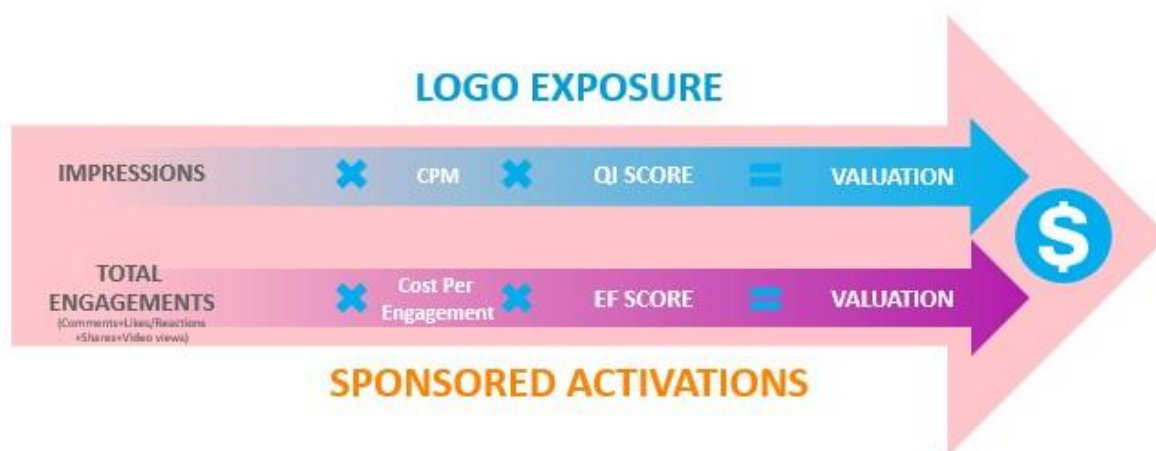 LOGO EXPOSURE
IMPRESSIONS
CPM
QI SCORE
VALUATION
$
TOTAL
ENGAGEMENTS
(Comments+Likes/Reactions
+Shares+Video views)
Cost Per
Engagement
EF SCORE
VALUATION
SPONSORED ACTIVATIONS